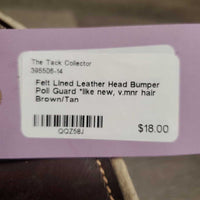 The Tack Collector
395506-14
Felt Lined Leather Head Bumper
Poll Guard *like new, v.mnr hair
Brown/Tan
QQZ58J
$18.00